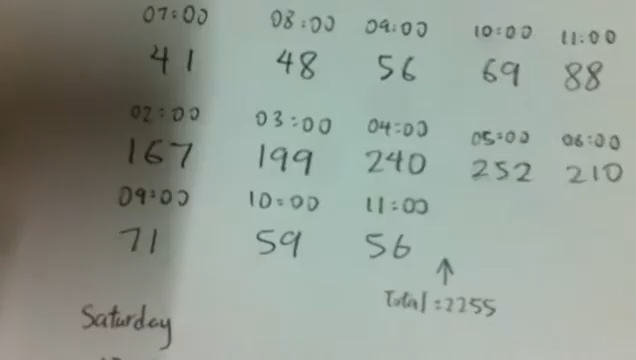 07:00 08:00 09:00 10:00 11:00
41 48 56 69 88
02:00 03:00 04:00 05:00 06:00
167 199 240 252 210
09:00 10:00 11:00
71 59 56
Total:2255
Saturday